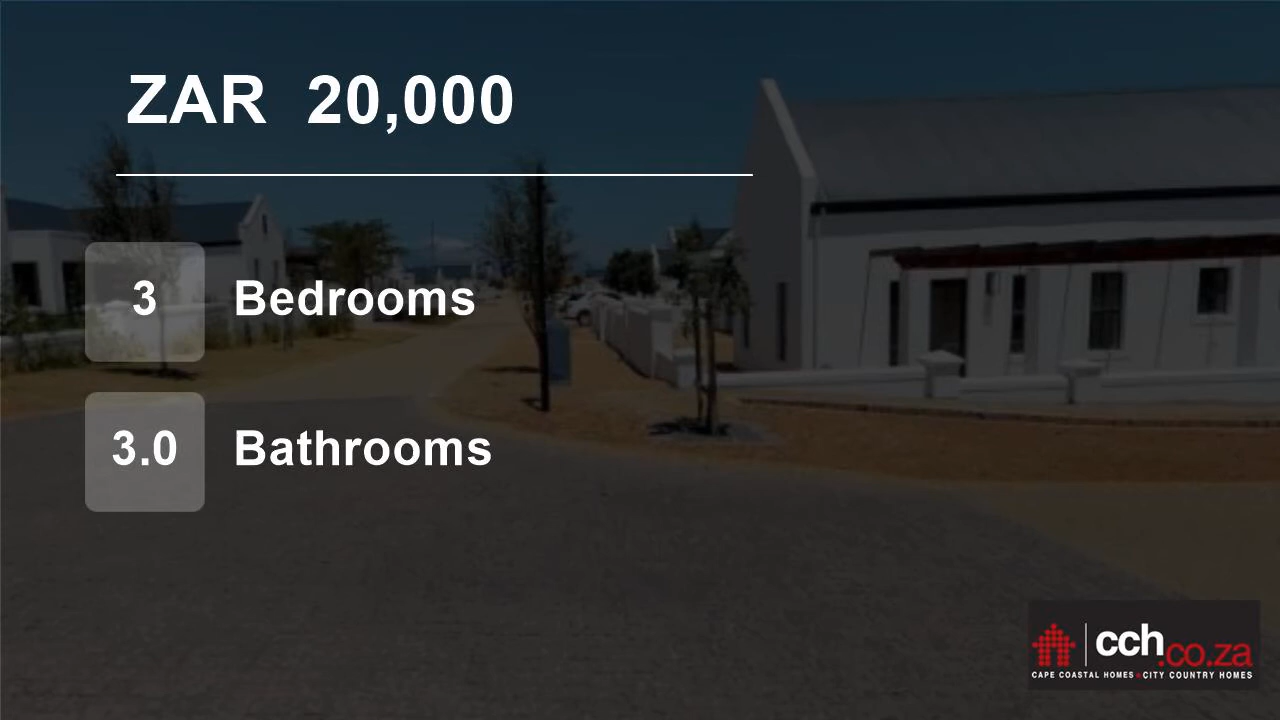 ZAR 20,000
3 Bedrooms
3.0 Bathrooms
cch.co.za
CAPE COASTAL HOMES CITY COUNTRY HOMES